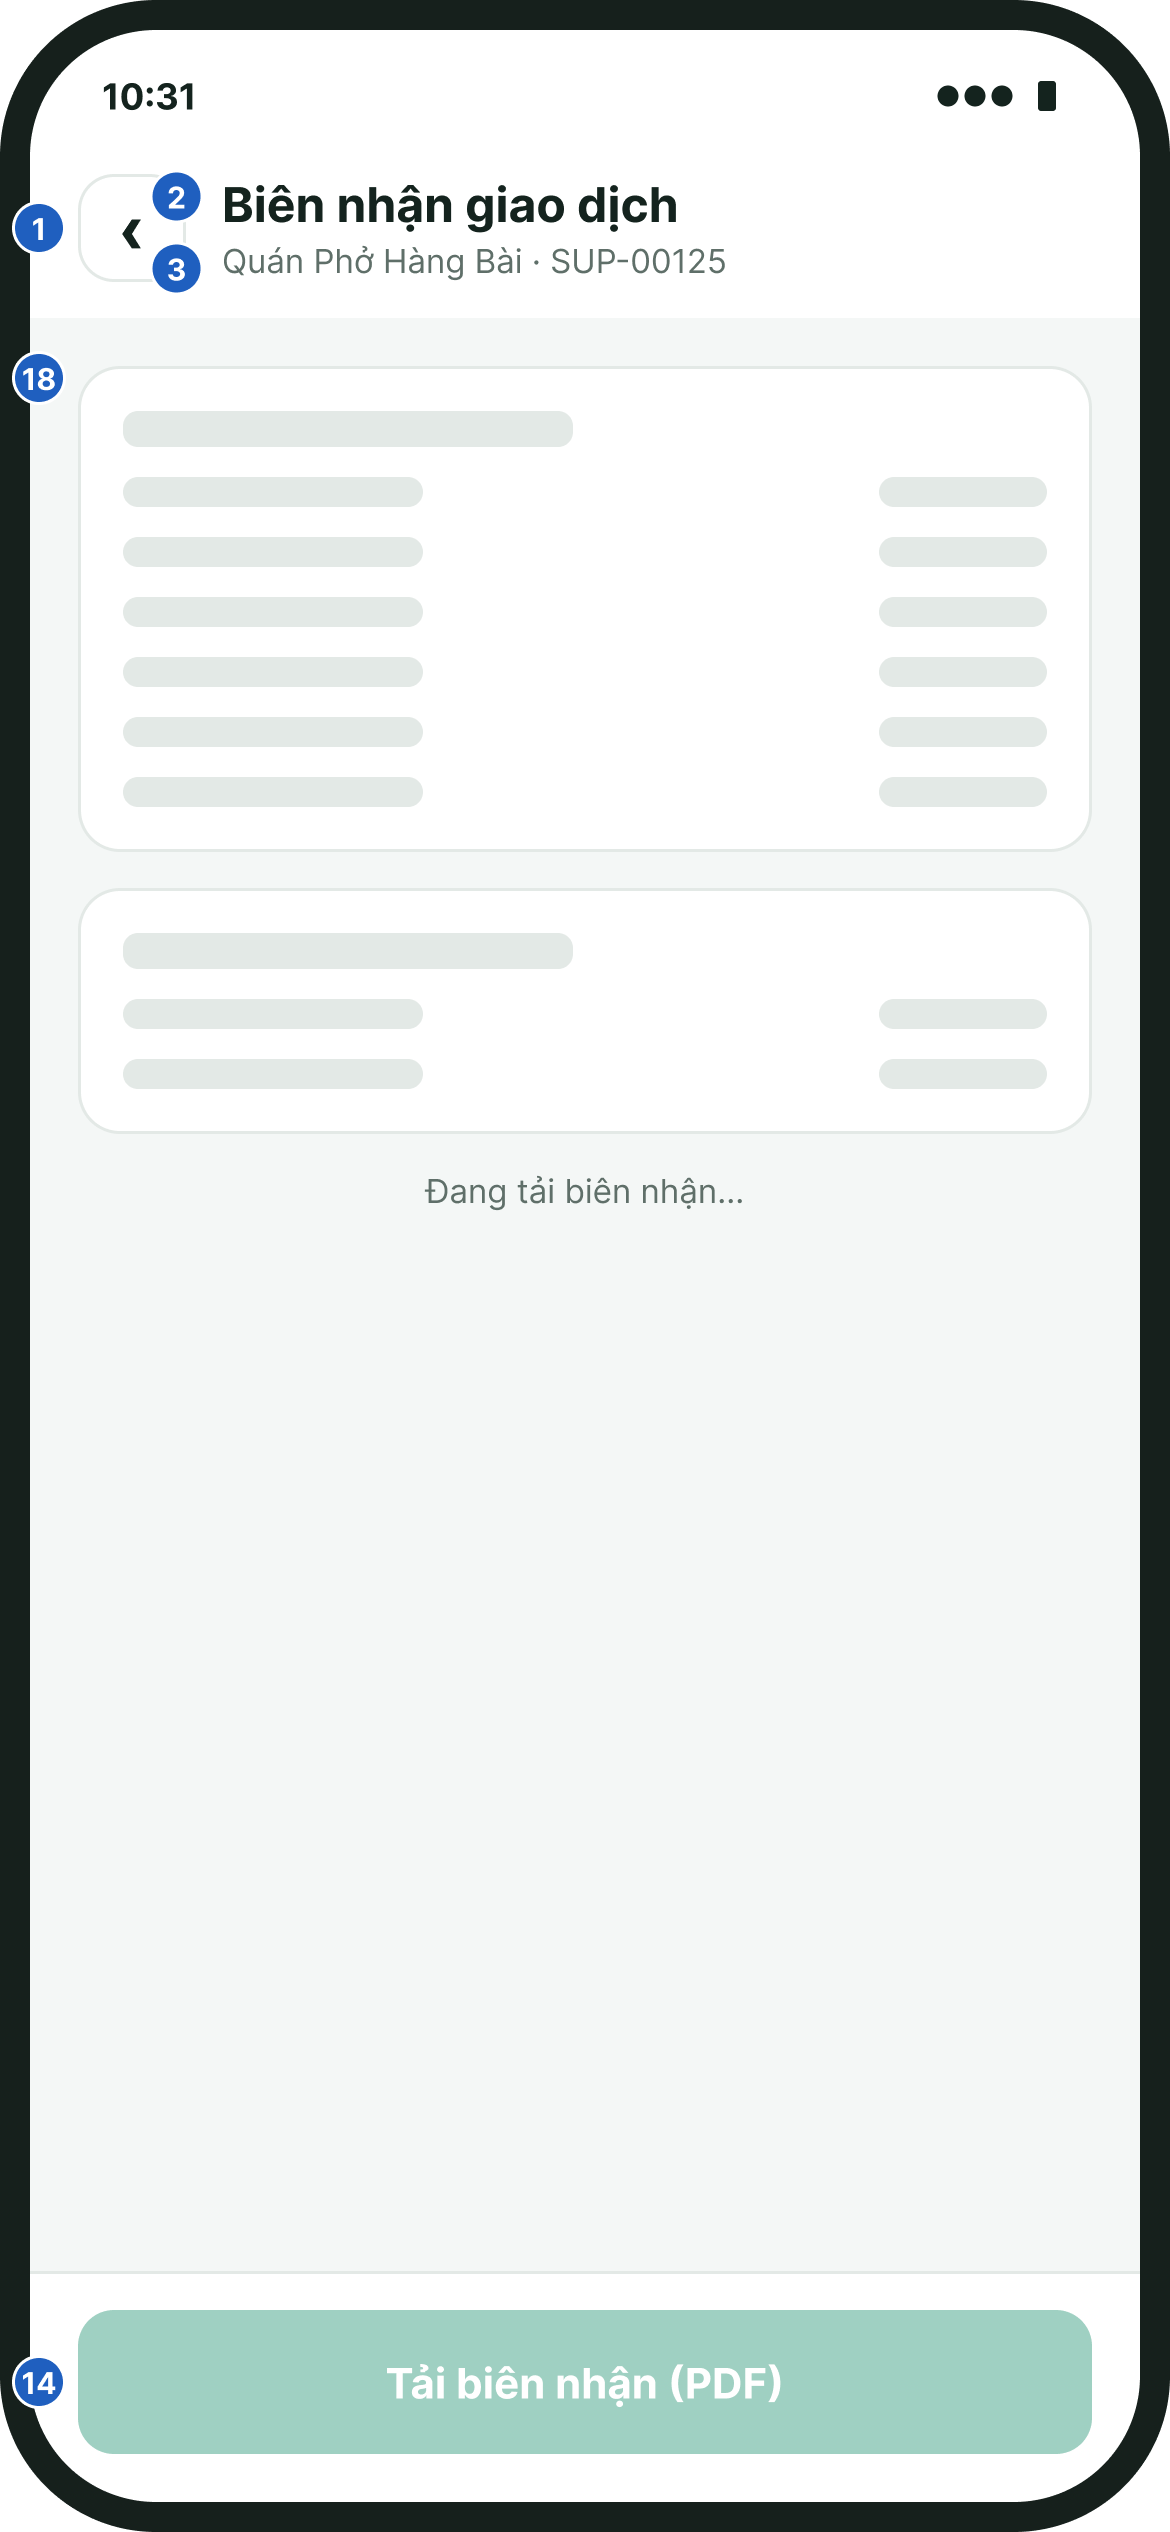 10:31
1
2
3
Biên nhận giao dịch
Quán Phở Hàng Bài · SUP-00125
18
Đang tải biên nhận...
14
Tải biên nhận (PDF)